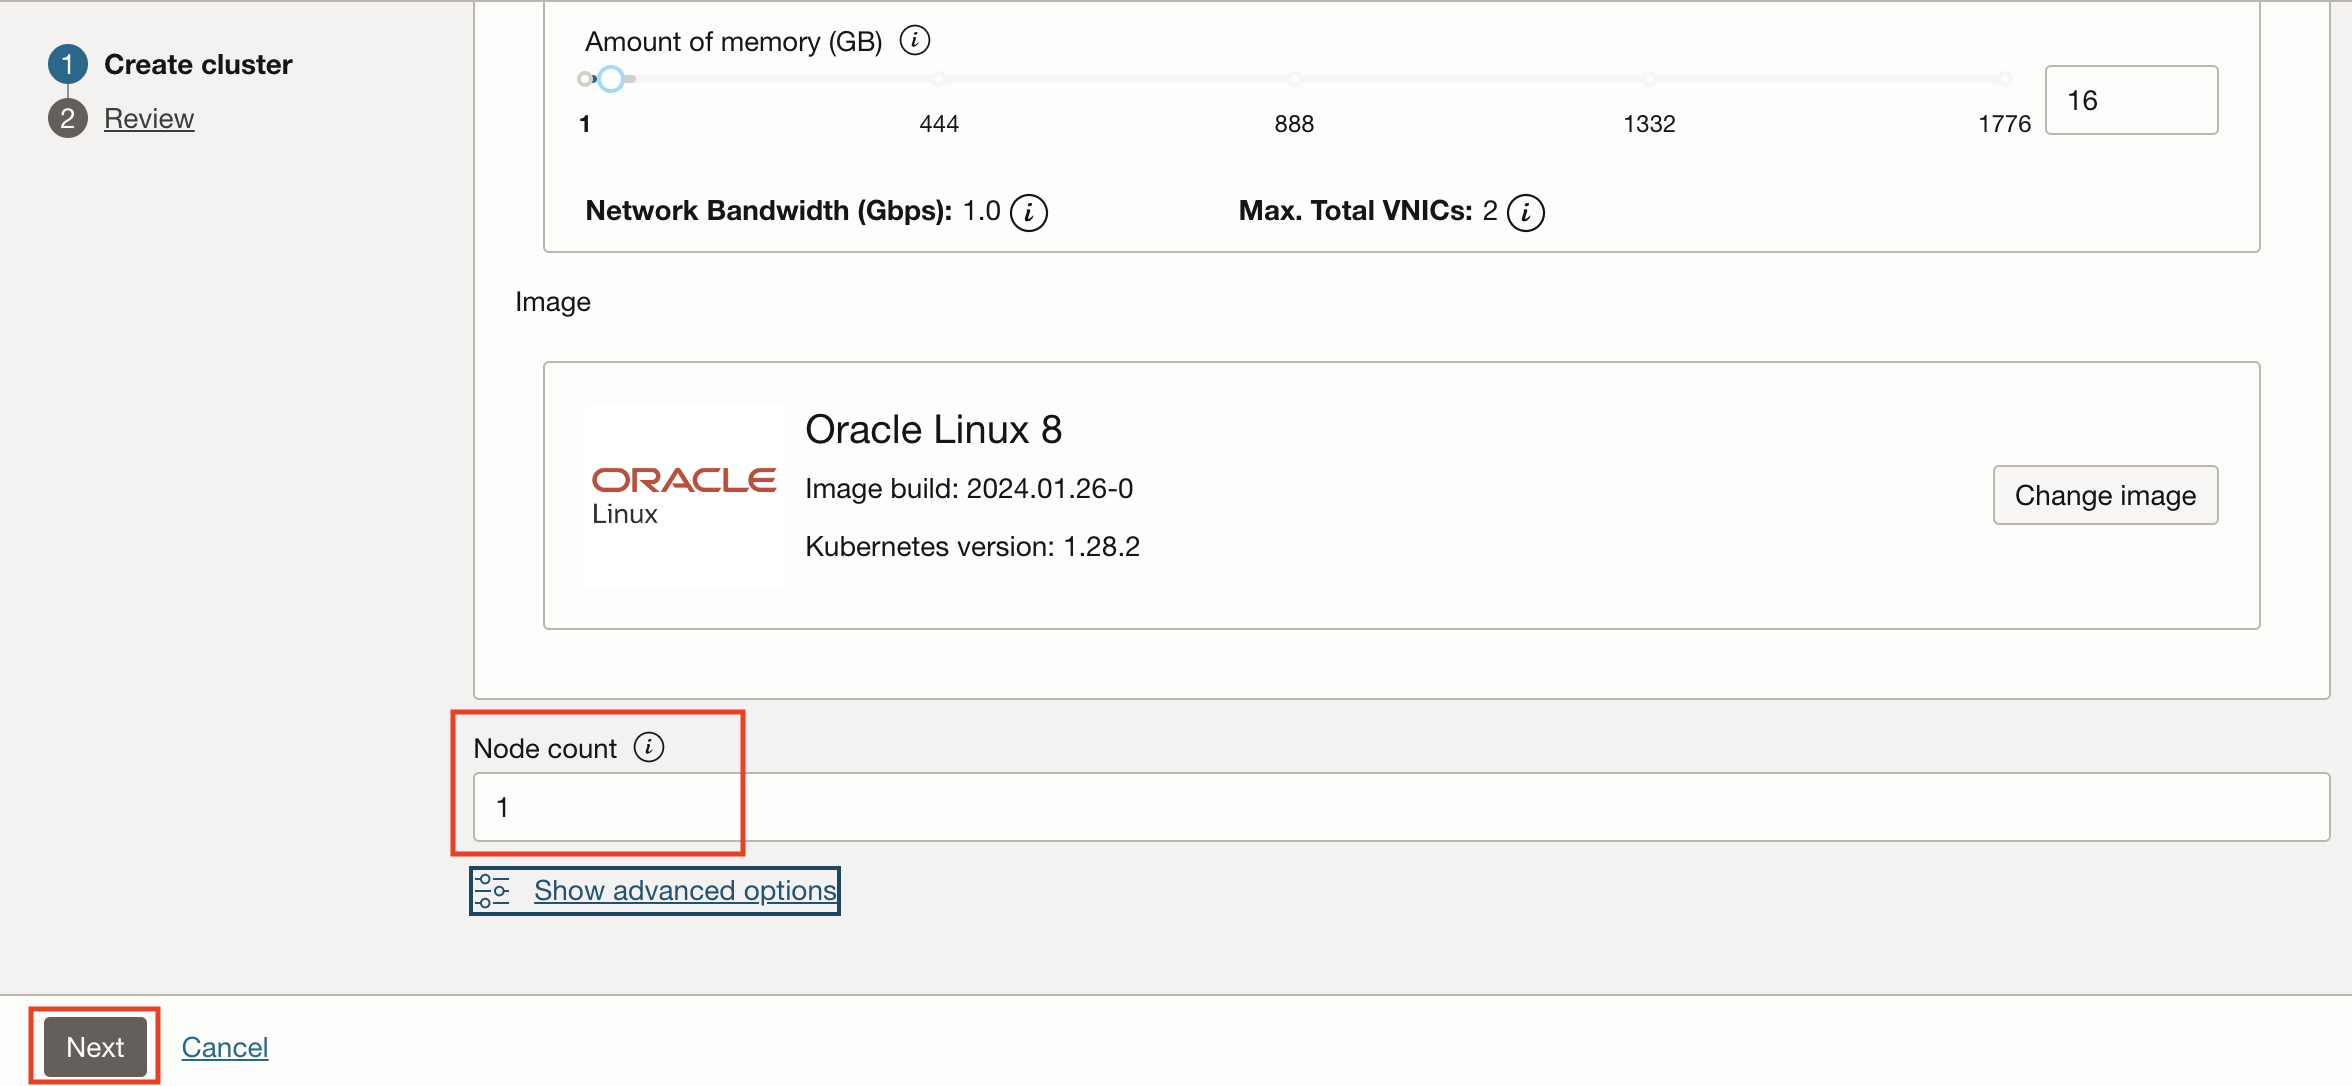 1 Create cluster
2 Review
Amount of memory (GB) i
1 444 888 1332 1776
16
Network Bandwidth (Gbps): 1.0 i Max. Total VNICs: 2 i
Image
ORACLE
Linux
Oracle Linux 8
Image build: 2024.01.26-0
Kubernetes version: 1.28.2
Change image
Node count i
1
Show advanced options
Next Cancel